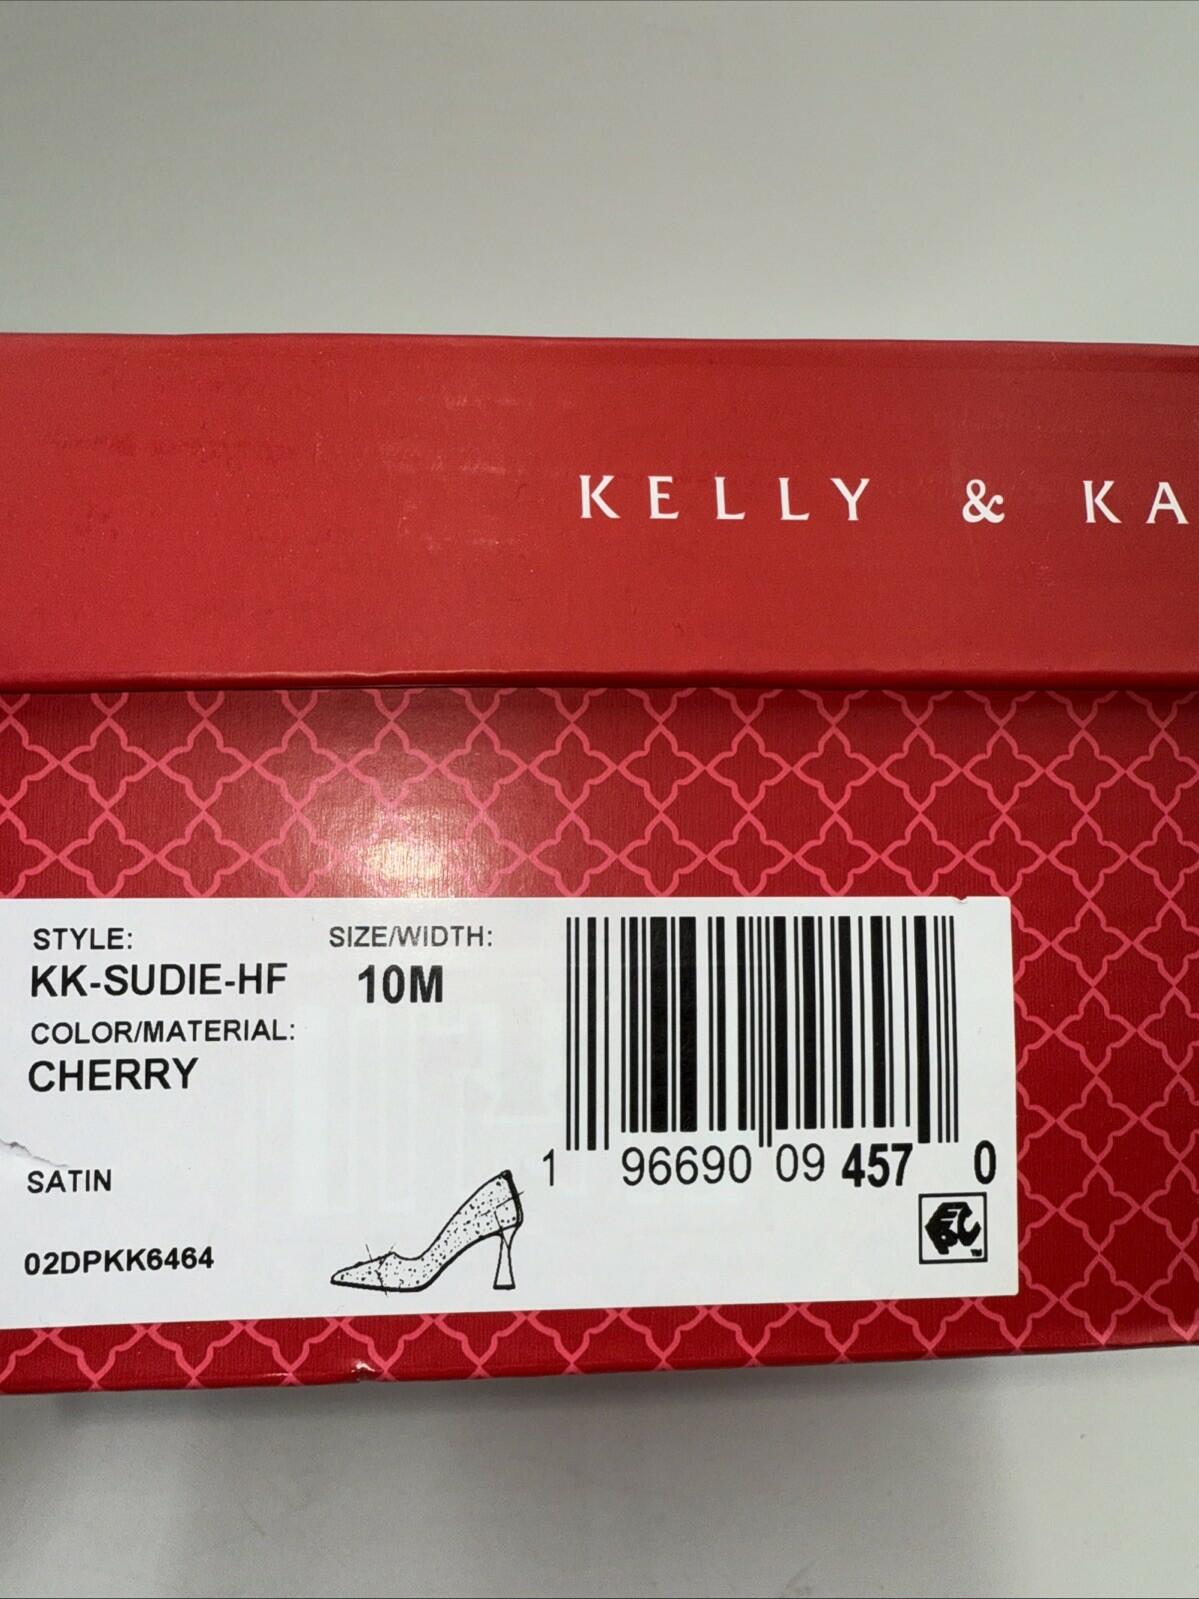 KELLY & KA
STYLE:
KK-SUDIE-HF
SIZE/WIDTH:
10M
COLOR/MATERIAL:
CHERRY
SATIN
02DPKK6464
1 96690 09 457 0
TM